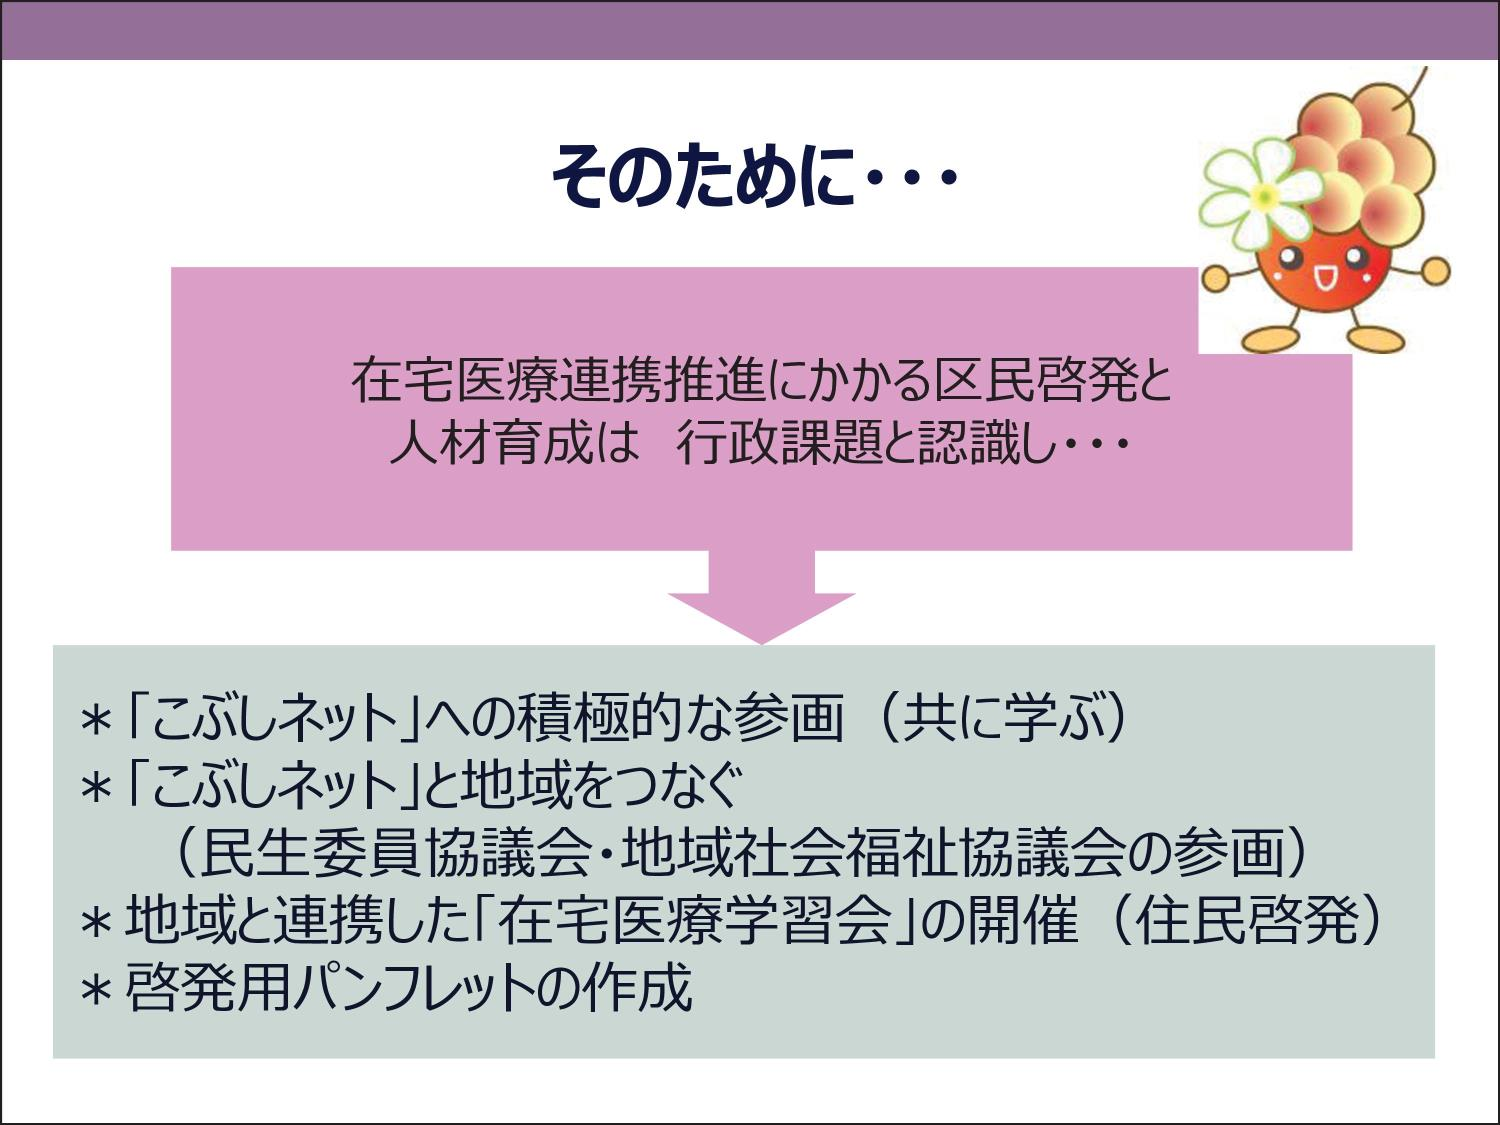 そのために・・・
在宅医療連携推進にかかる区民啓発と
人材育成は　行政課題と認識し・・・
＊「こぶしネット」への積極的な参画（共に学ぶ）
＊「こぶしネット」と地域をつなぐ
（民生委員協議会・地域社会福祉協議会の参画）
＊地域と連携した「在宅医療学習会」の開催（住民啓発）
＊啓発用パンフレットの作成